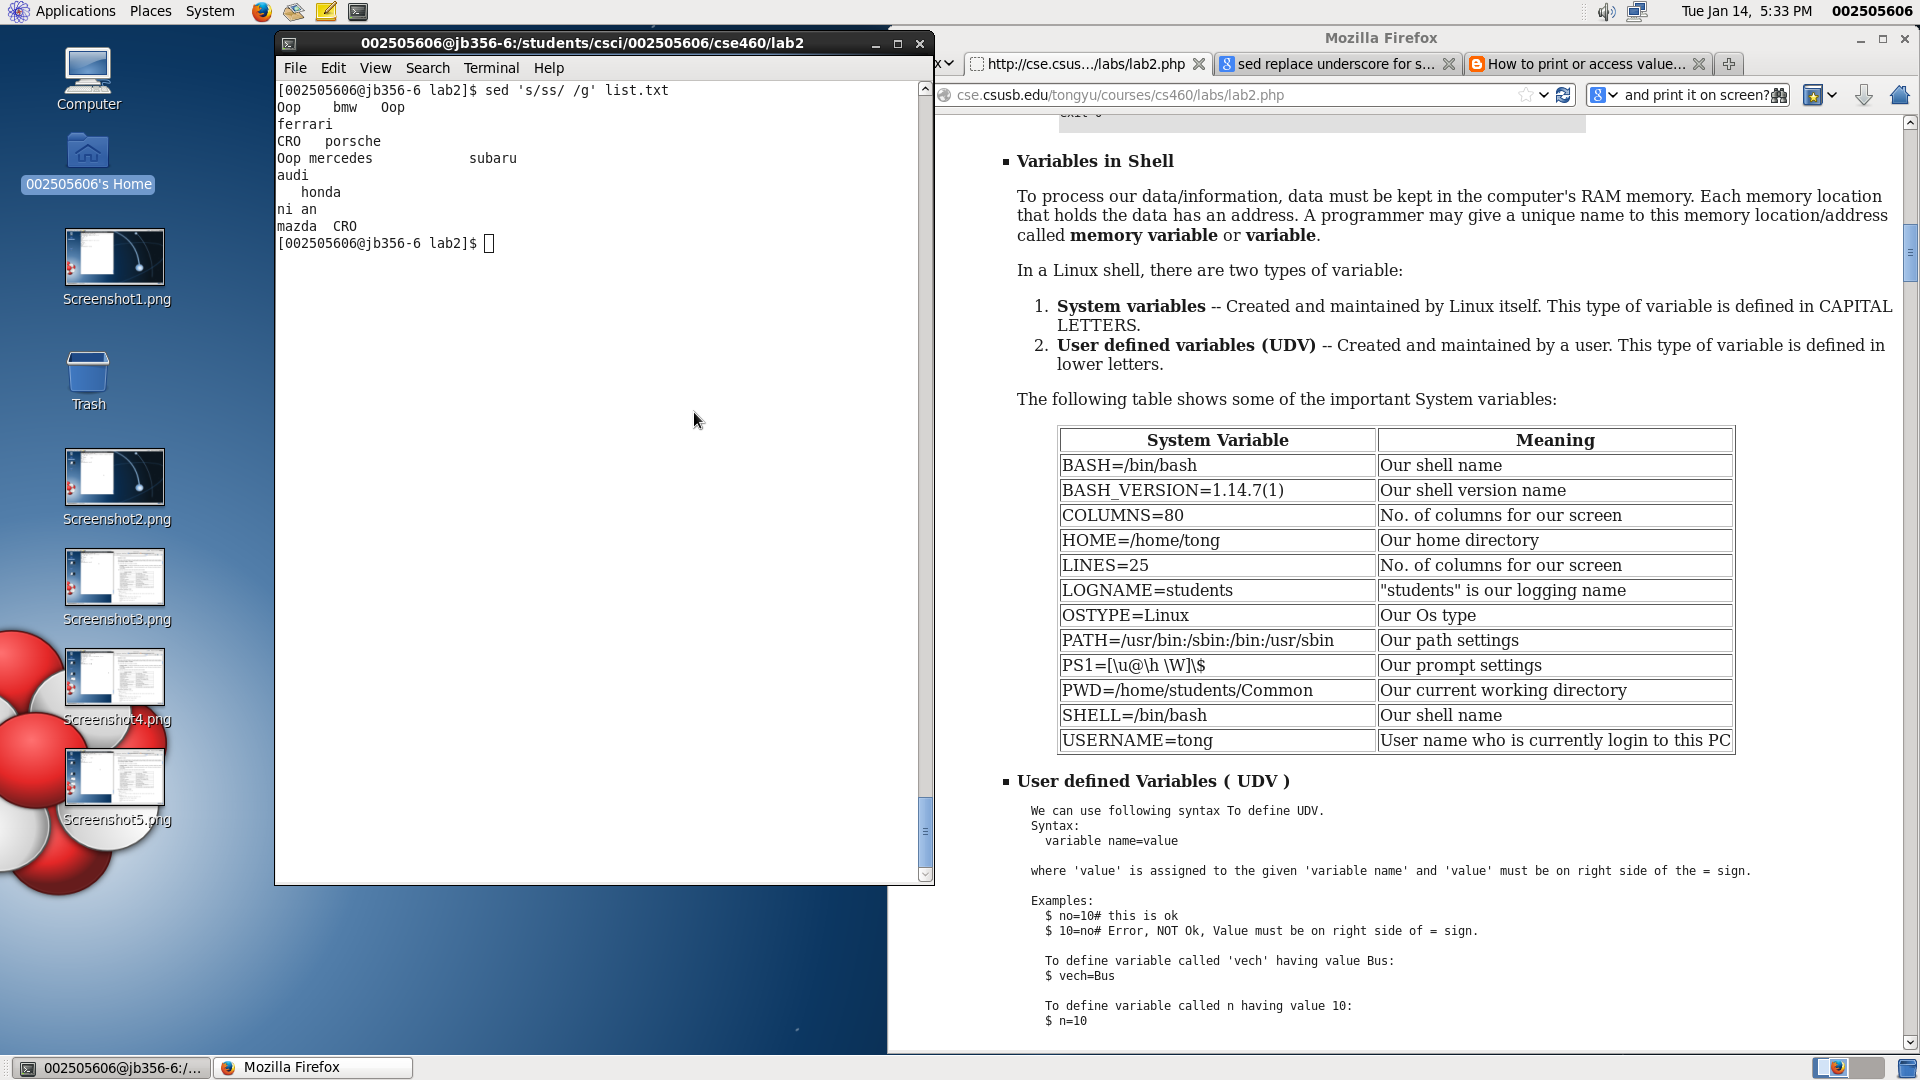 Applications Places System
Tue Jan 14, 5:33 PM 002505606
Computer
002505606's Home
Screenshot1.png
Trash
Screenshot2.png
Screenshot3.png
Screenshot4.png
Screenshot5.png
002505606@jb356-6:/students/csci/002505606/cse460/lab2
File Edit View Search Terminal Help
[002505606@jb356-6 lab2]$ sed 's/ss/ /g' list.txt
Oop    bmw   Oop
ferrari
CRO   porsche
Oop mercedes            subaru
audi
   honda
ni an
mazda  CRO
[002505606@jb356-6 lab2]$
Mozilla Firefox
x http://cse.csus.../labs/lab2.php sed replace underscore for s... How to print or access value...
cse.csusb.edu/tongyu/courses/cs460/labs/lab2.php and print it on screen?
exit 0
Variables in Shell
To process our data/information, data must be kept in the computer's RAM memory. Each memory location
that holds the data has an address. A programmer may give a unique name to this memory location/address
called memory variable or variable.
In a Linux shell, there are two types of variable:
1. System variables -- Created and maintained by Linux itself. This type of variable is defined in CAPITAL
LETTERS.
2. User defined variables (UDV) -- Created and maintained by a user. This type of variable is defined in
lower letters.
The following table shows some of the important System variables:
System Variable Meaning
BASH=/bin/bash Our shell name
BASH_VERSION=1.14.7(1) Our shell version name
COLUMNS=80 No. of columns for our screen
HOME=/home/tong Our home directory
LINES=25 No. of columns for our screen
LOGNAME=students "students" is our logging name
OSTYPE=Linux Our Os type
PATH=/usr/bin:/sbin:/bin:/usr/sbin Our path settings
PS1=[\u@\h \W]\$ Our prompt settings
PWD=/home/students/Common Our current working directory
SHELL=/bin/bash Our shell name
USERNAME=tong User name who is currently login to this PC
User defined Variables ( UDV )
We can use following syntax To define UDV.
Syntax:
variable name=value
where 'value' is assigned to the given 'variable name' and 'value' must be on right side of the = sign.
Examples:
$ no=10# this is ok
$ 10=no# Error, NOT Ok, Value must be on right side of = sign.
To define variable called 'vech' having value Bus:
$ vech=Bus
To define variable called n having value 10:
$ n=10
002505606@jb356-6:/... Mozilla Firefox